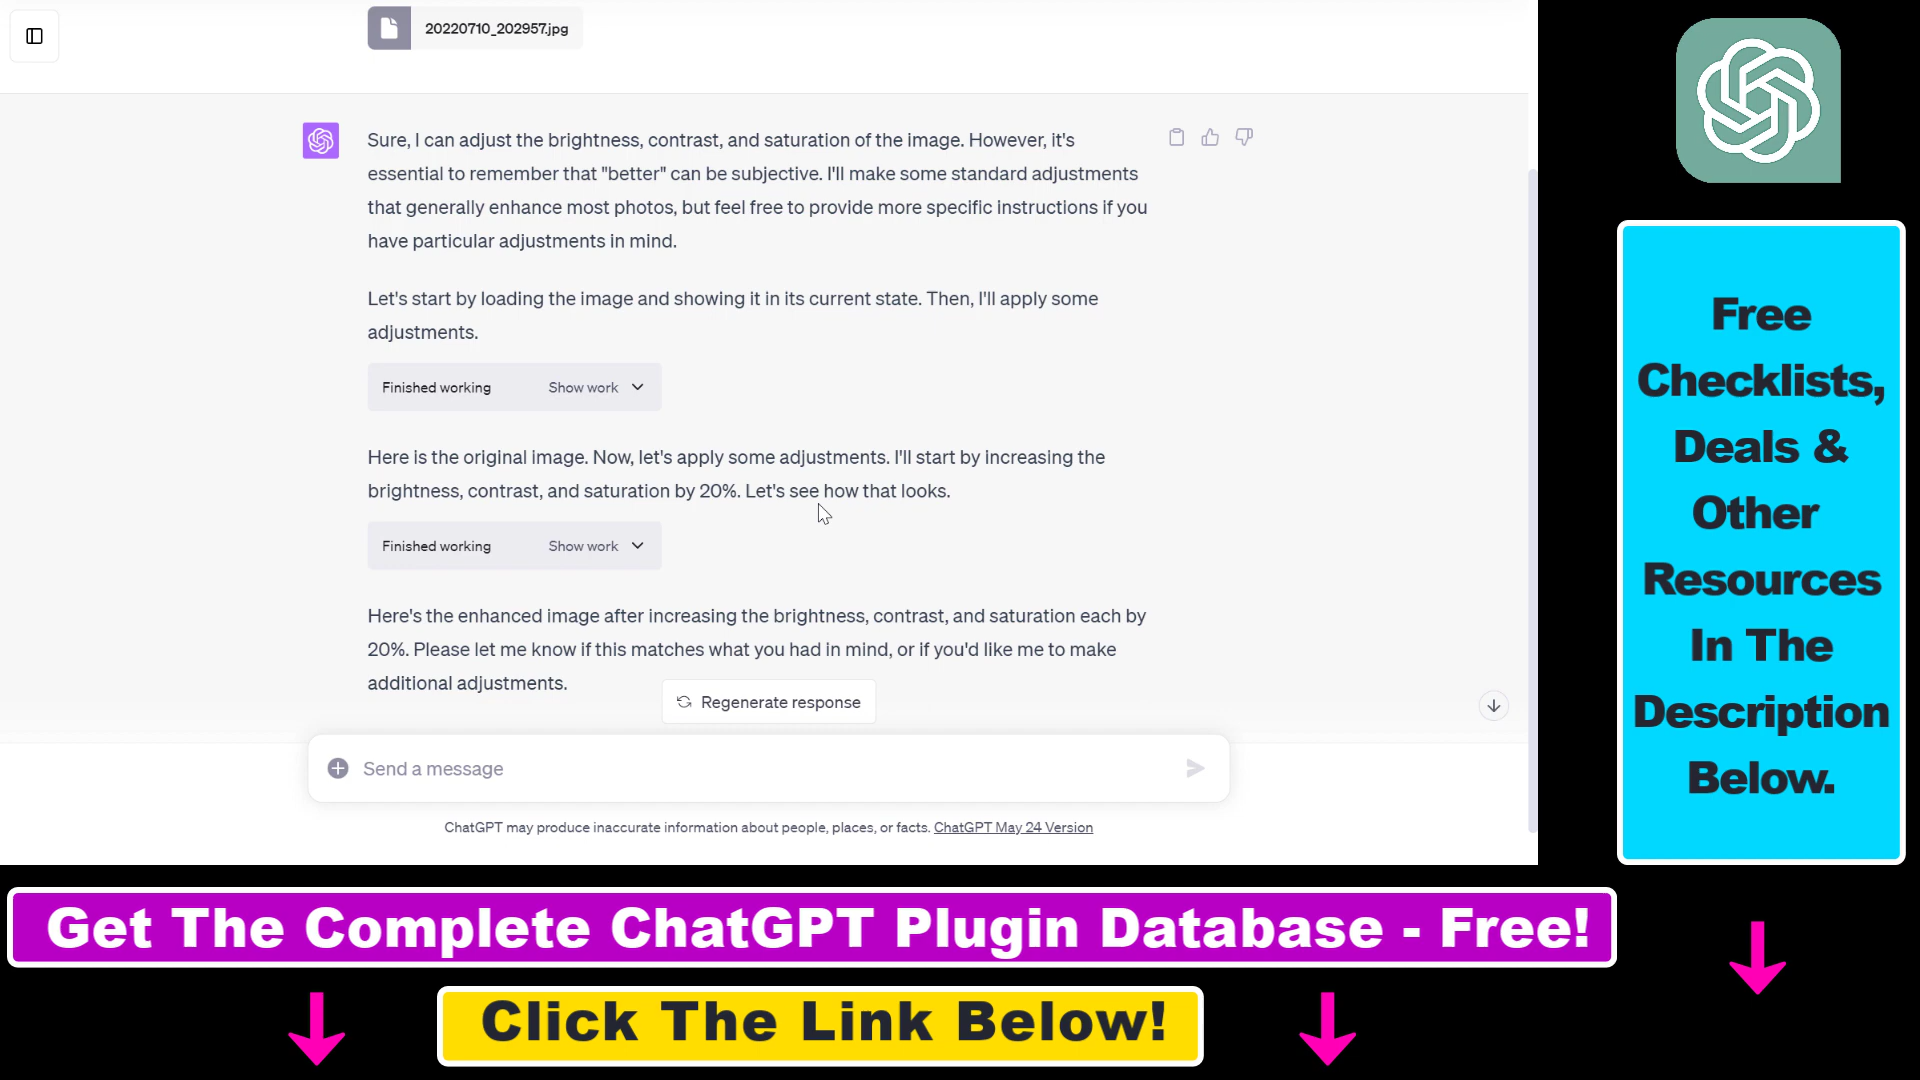 20220710_202957.jpg
Sure, I can adjust the brightness, contrast, and saturation of the image. However, it's
essential to remember that "better" can be subjective. I'll make some standard adjustments
that generally enhance most photos, but feel free to provide more specific instructions if you
have particular adjustments in mind.
Let's start by loading the image and showing it in its current state. Then, I'll apply some
adjustments.
Finished working Show work
Here is the original image. Now, let's apply some adjustments. I'll start by increasing the
brightness, contrast, and saturation by 20%. Let's see how that looks.
Finished working Show work
Here's the enhanced image after increasing the brightness, contrast, and saturation each by
20%. Please let me know if this matches what you had in mind, or if you'd like me to make
additional adjustments.
Regenerate response
Send a message
ChatGPT may produce inaccurate information about people, places, or facts. ChatGPT May 24 Version
Free
Checklists,
Deals &
Other
Resources
In The
Description
Below.
Get The Complete ChatGPT Plugin Database - Free!
Click The Link Below!